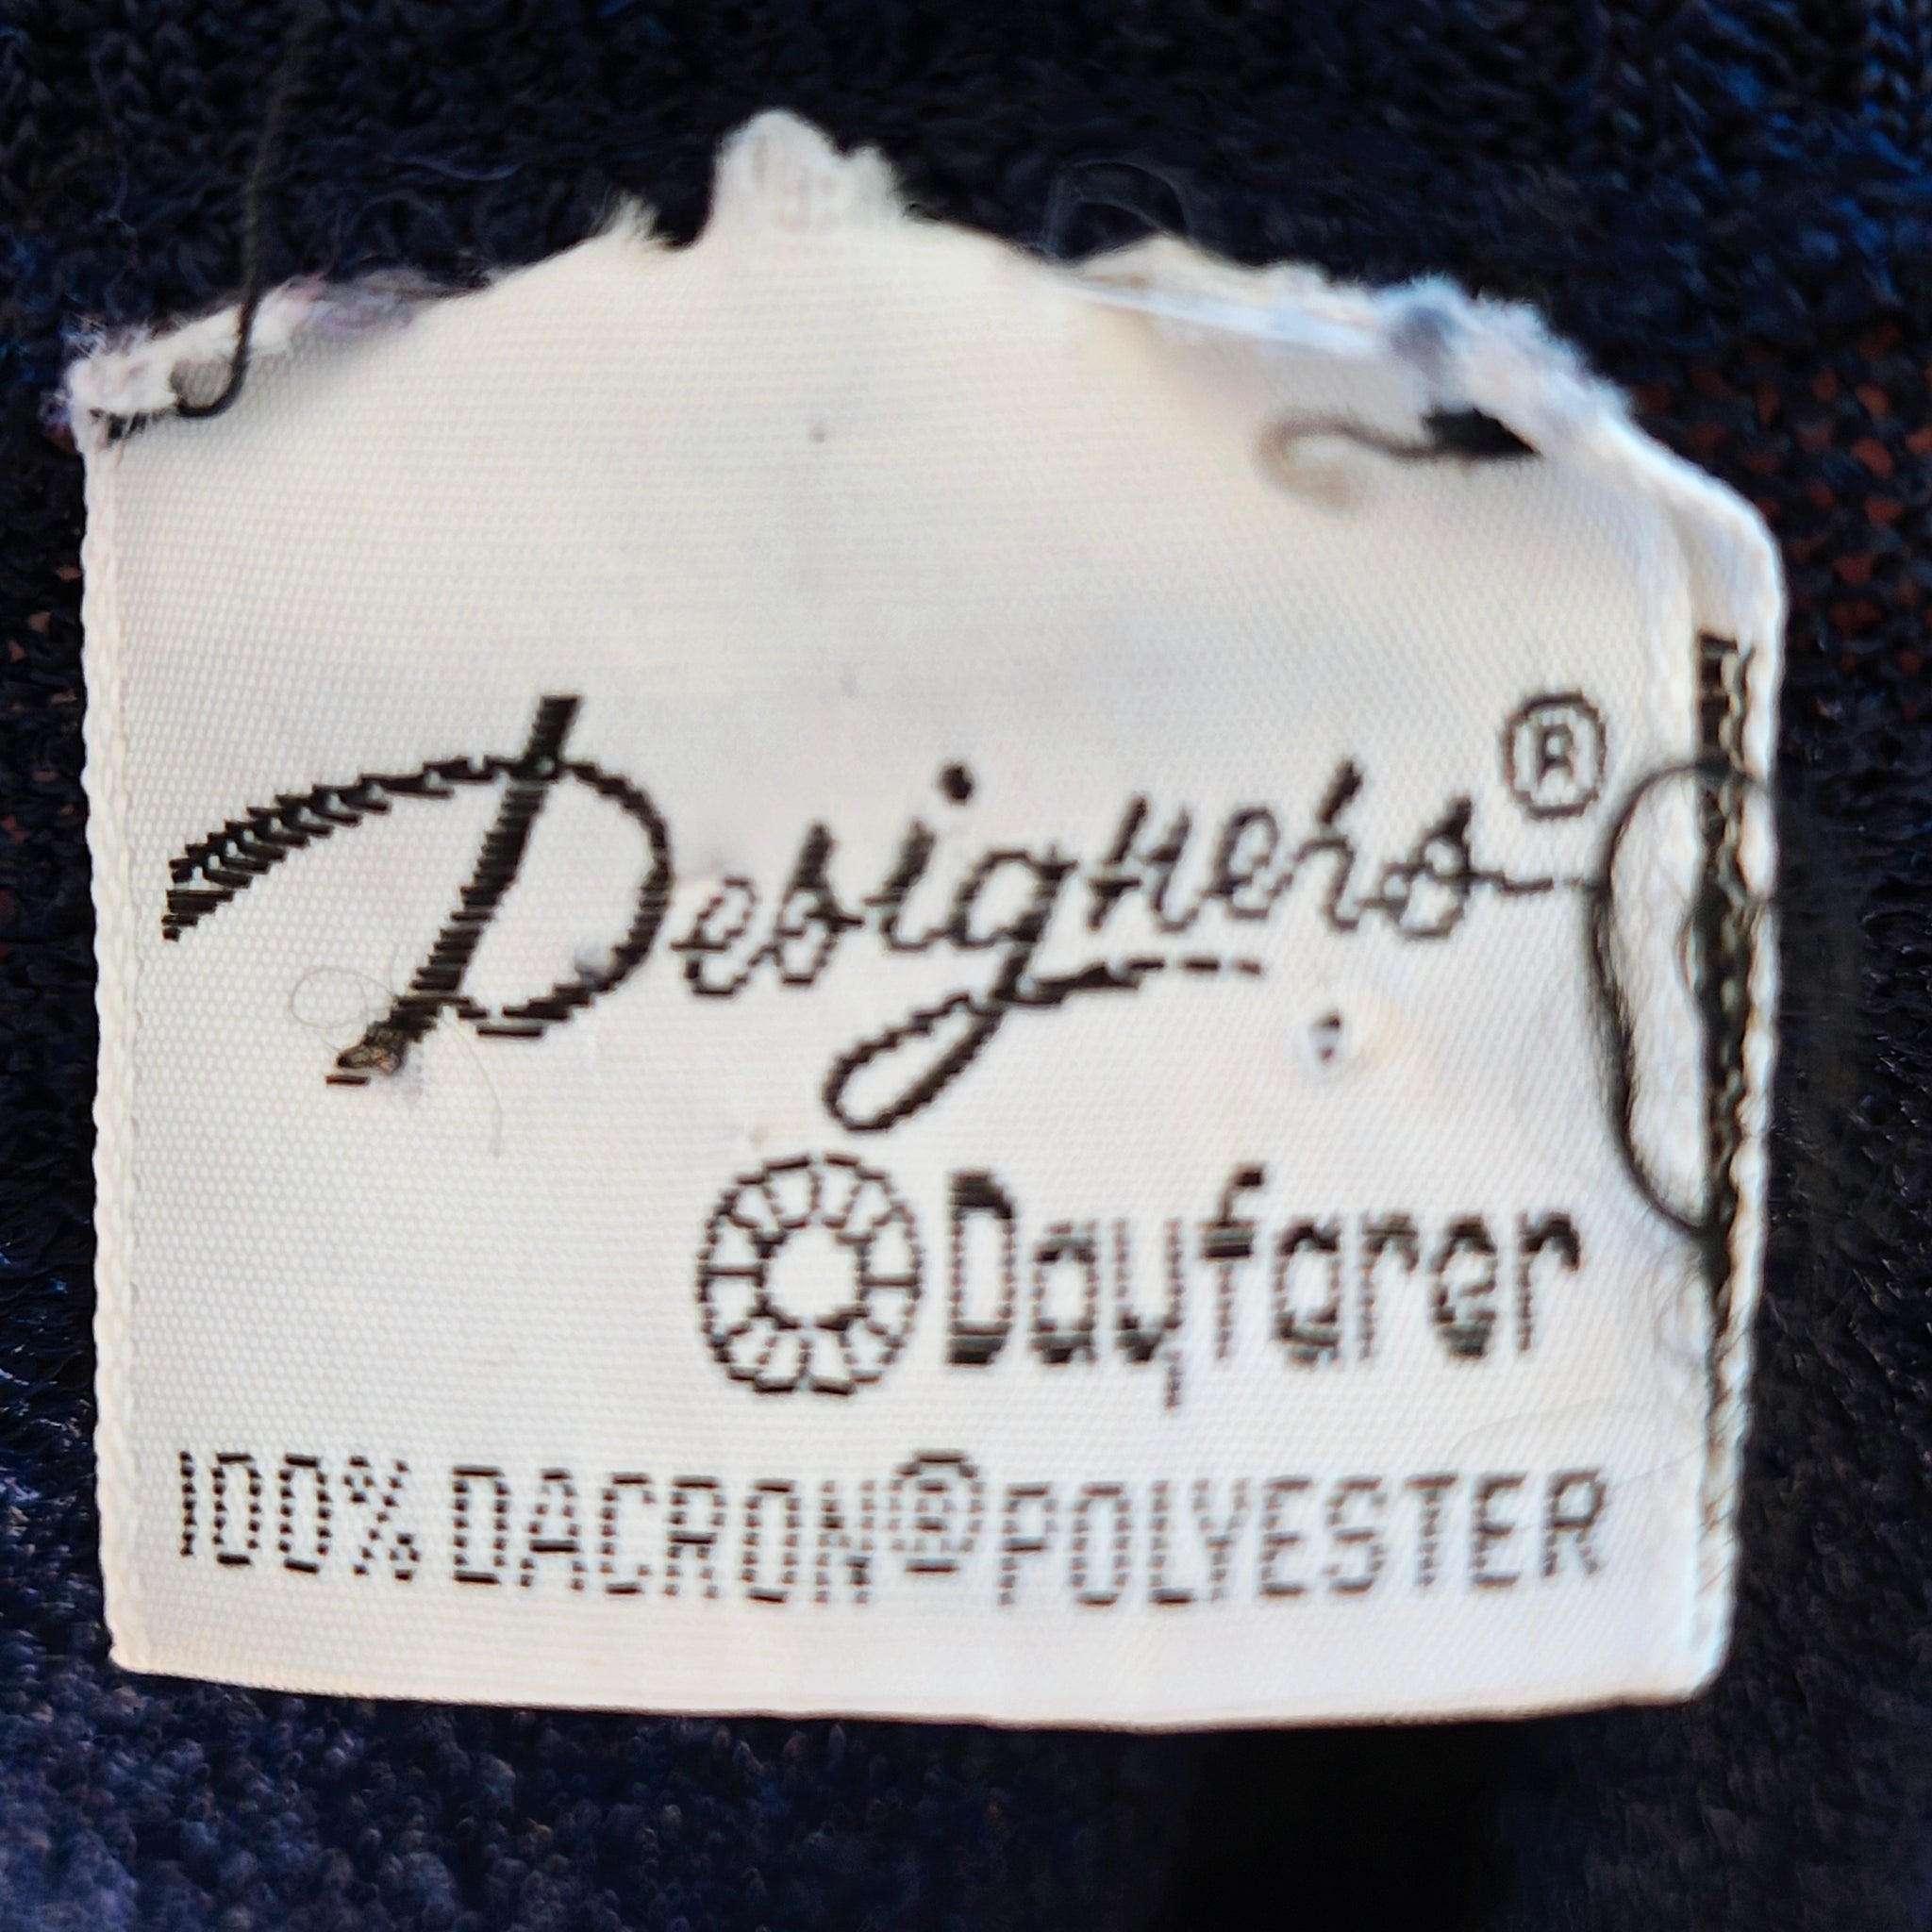 Designers®
Dayfarer
100% DACRON® POLYESTER